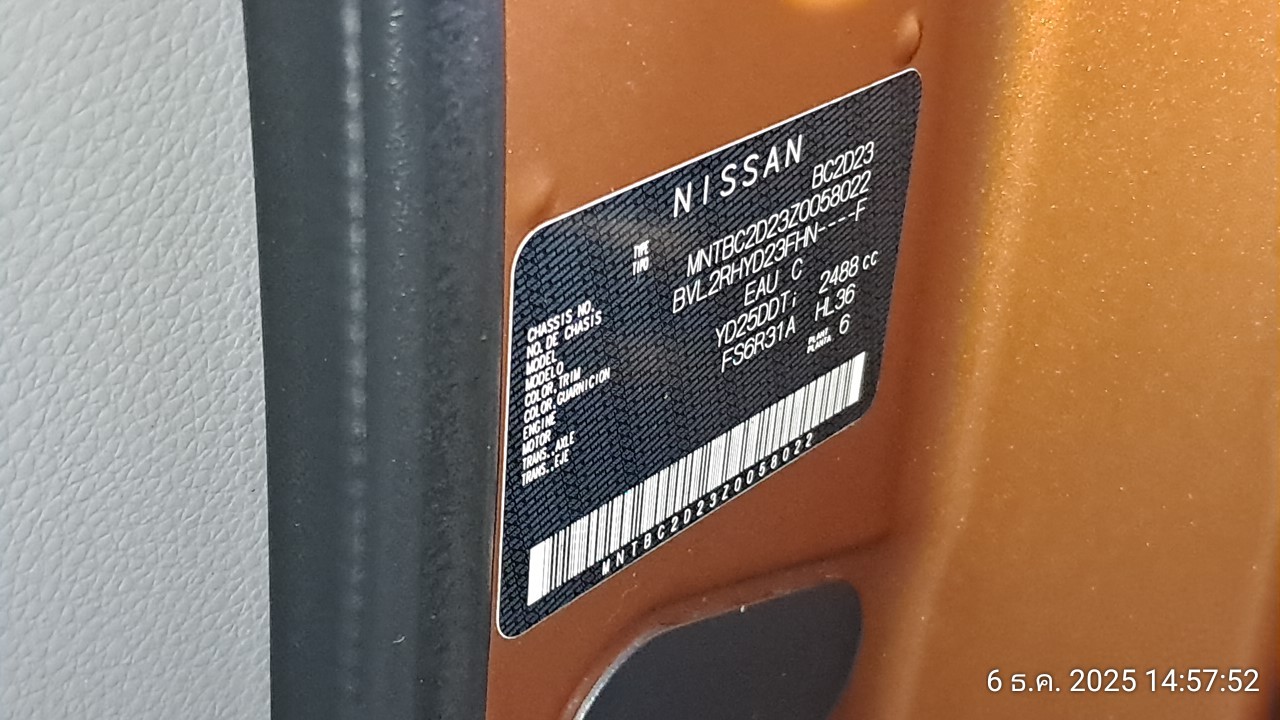 NISSAN
TYPE
TIPO
BC2D23
CHASSIS NO.
NO. DE CHASIS
MNTBC2D23Z0058022
MODEL
MODELO
BVL2RHYD23FHN----F
COLOR,TRIM
COLOR,GUARNICION
EAU C
ENGINE
MOTOR
YD25DDTi 2488 cc
TRANS.,AXLE
TRANS.,EJE
FS6R31A HL36
PLANT.
PLANTA
6
MNTBC2D23Z0058022
6 ธ.ค. 2025 14:57:52